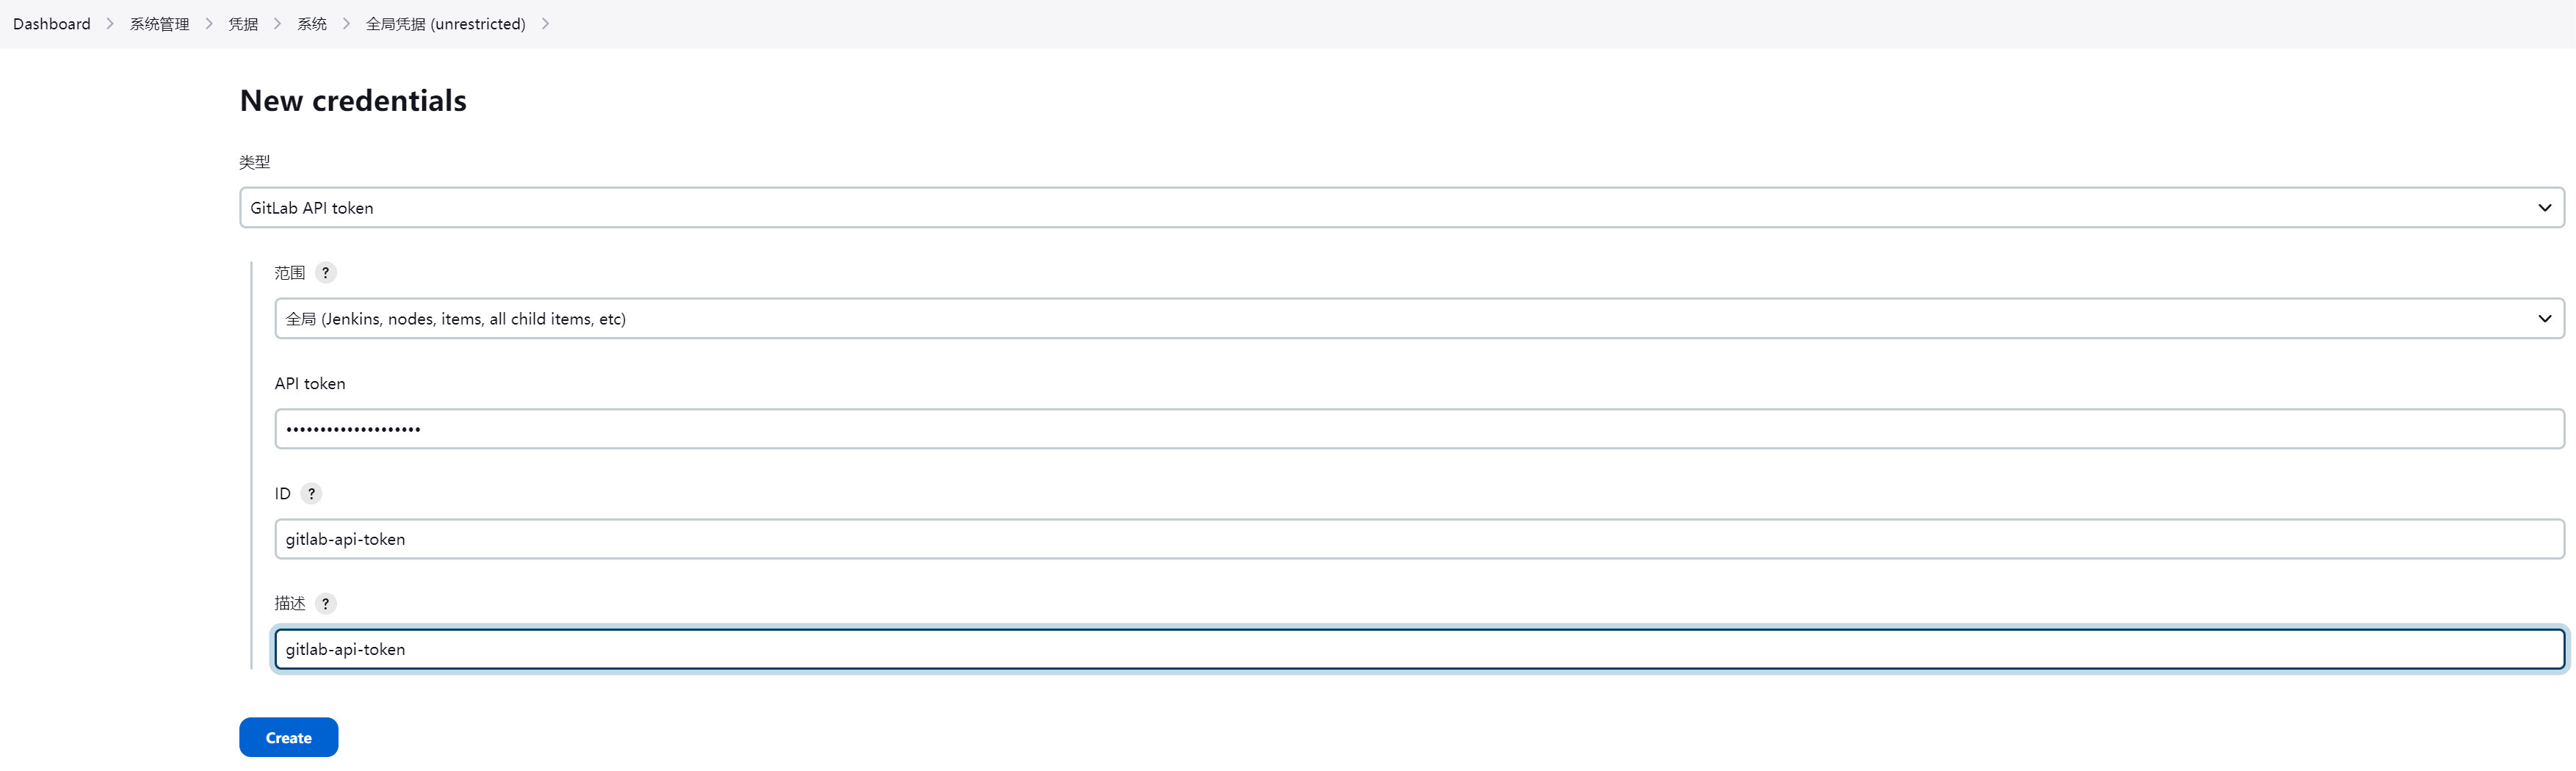 Dashboard > 系统管理 > 凭据 > 系统 > 全局凭据 (unrestricted) >
New credentials
类型
GitLab API token
范围 ?
全局 (Jenkins, nodes, items, all child items, etc)
API token
••••••••••••••••••••
ID ?
gitlab-api-token
描述 ?
gitlab-api-token
Create